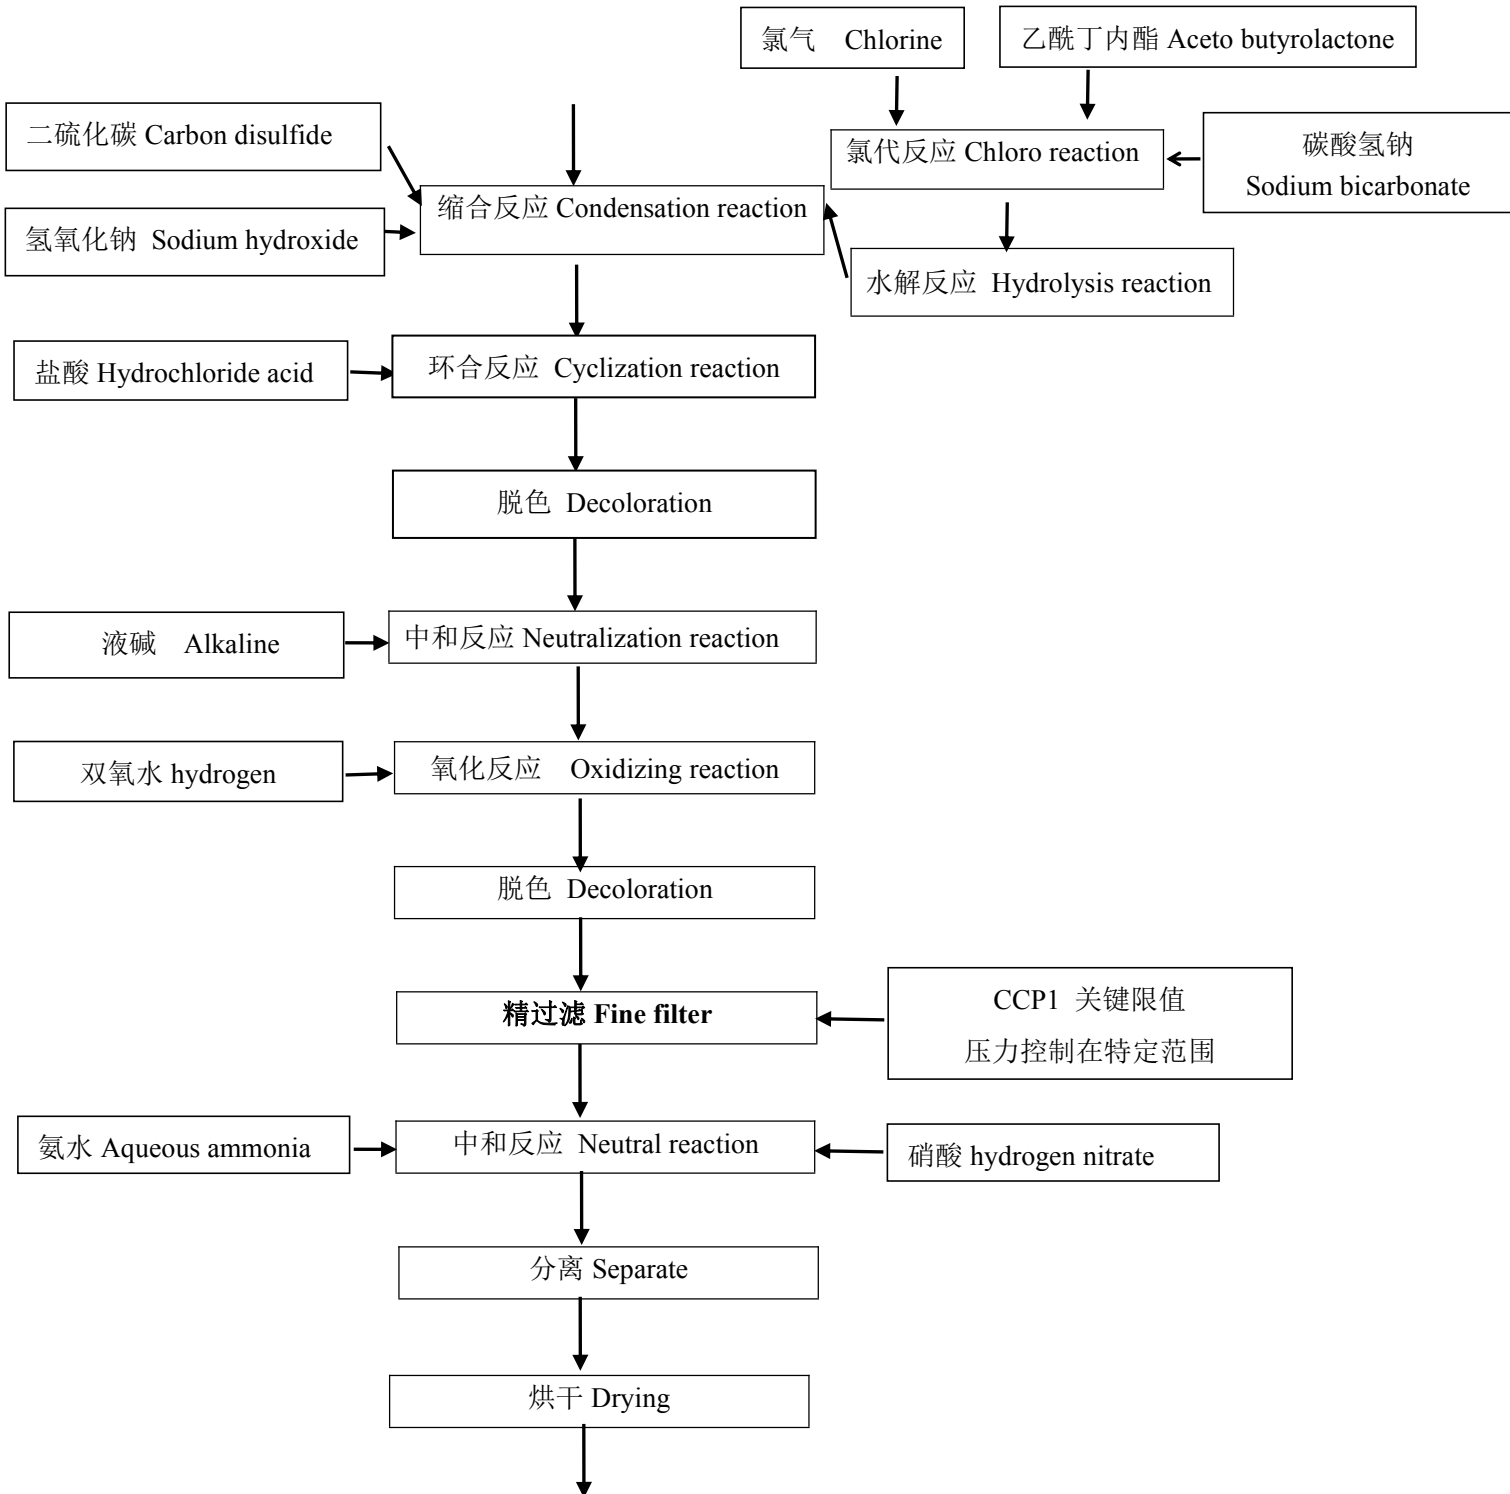 氯气 Chlorine
乙酰丁内酯 Aceto butyrolactone
二硫化碳 Carbon disulfide
氯代反应 Chloro reaction
碳酸氢钠
Sodium bicarbonate
缩合反应 Condensation reaction
氢氧化钠 Sodium hydroxide
水解反应 Hydrolysis reaction
盐酸 Hydrochloride acid
环合反应 Cyclization reaction
脱色 Decoloration
液碱 Alkaline
中和反应 Neutralization reaction
双氧水 hydrogen
氧化反应 Oxidizing reaction
脱色 Decoloration
精过滤 Fine filter
CCP1 关键限值
压力控制在特定范围
氨水 Aqueous ammonia
中和反应 Neutral reaction
硝酸 hydrogen nitrate
分离 Separate
烘干 Drying